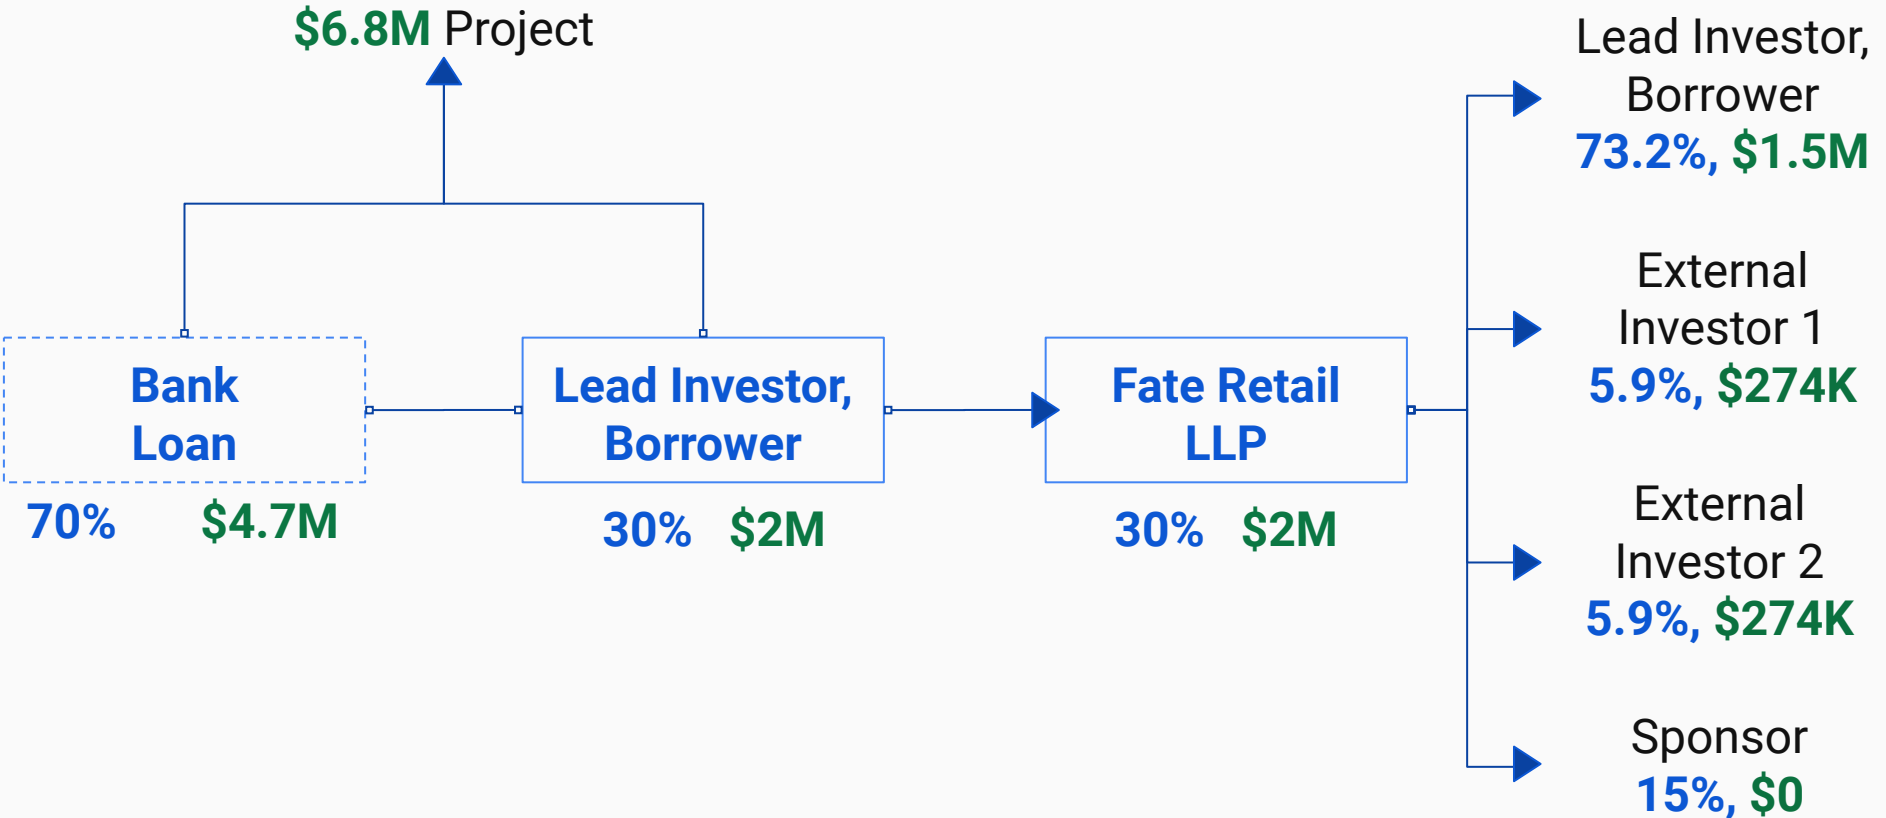 $6.8M Project
Bank
Loan
70% $4.7M
Lead Investor,
Borrower
30% $2M
Fate Retail
LLP
30% $2M
Lead Investor,
Borrower
73.2%, $1.5M
External
Investor 1
5.9%, $274K
External
Investor 2
5.9%, $274K
Sponsor
15%, $0